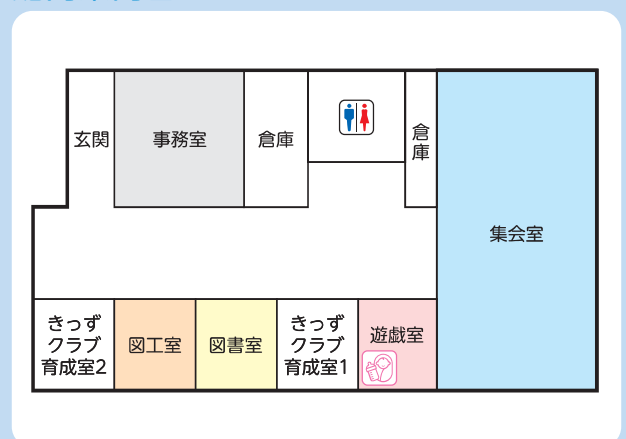 玄関
事務室
倉庫
倉
庫
集会室
きっず
クラブ
育成室2
図工室
図書室
きっず
クラブ
育成室1
遊戯室